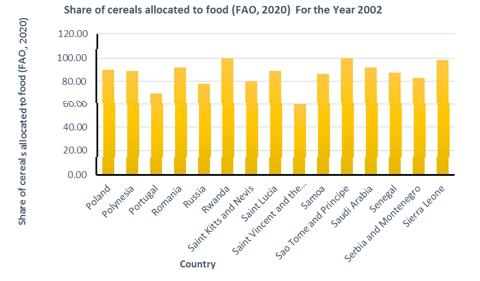 Share of cereals allocated to food (FAO, 2020)  For the Year 2002
Share of cereals allocated to food (FAO, 2020)
120.00
100.00
80.00
60.00
40.00
20.00
0.00
Poland
Polynesia
Portugal
Romania
Russia
Rwanda
Saint Kitts and Nevis
Saint Lucia
Saint Vincent and the...
Samoa
Sao Tome and Principe
Saudi Arabia
Senegal
Serbia and Montenegro
Sierra Leone
Country